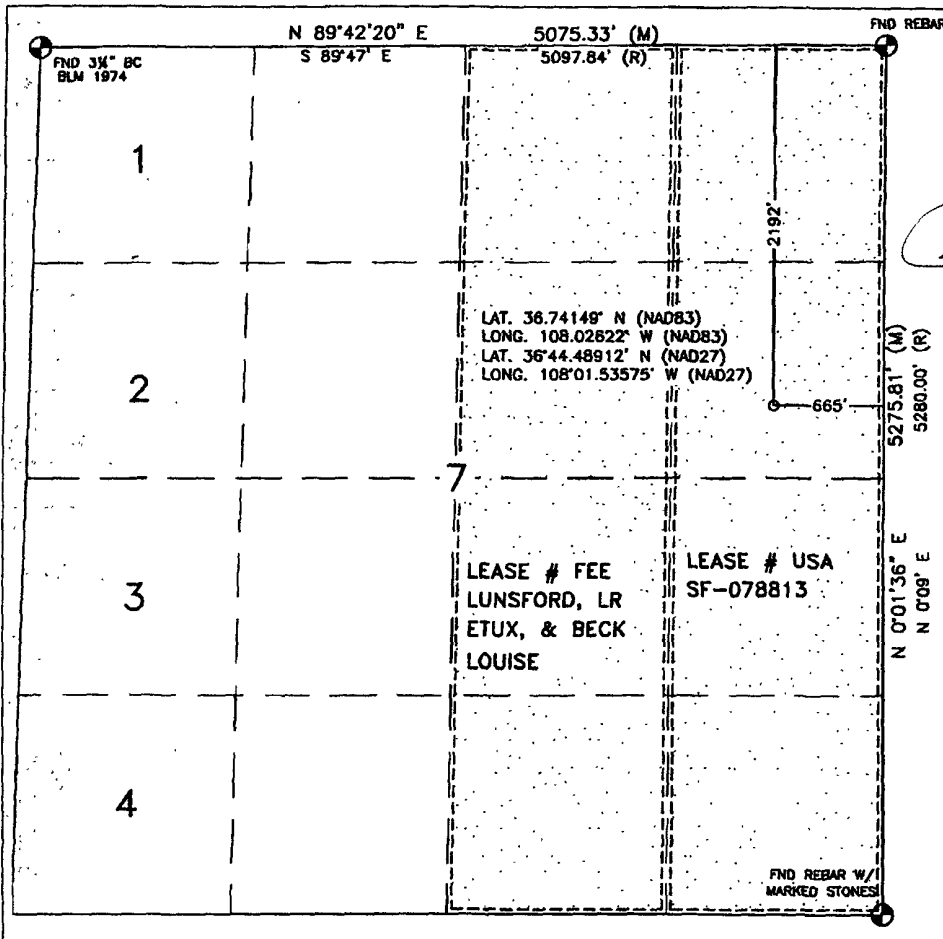 N 89°42'20" E 5075.33' (M)
S 89°47' E 5097.84' (R)
FND REBAR
FND 3¼" BC
BLM 1974
1
2192'
LAT. 36.74149° N (NAD83)
LONG. 108.02622° W (NAD83)
LAT. 36°44.48912' N (NAD27)
LONG. 108°01.53575' W (NAD27)
2
665'
5275.81' (M)
5280.00' (R)
7
N 0°01'36" E
N 0°09' E
3
LEASE # FEE
LUNSFORD, LR
ETUX, & BECK
LOUISE
LEASE # USA
SF-078813
4
FND REBAR W/
MARKED STONES